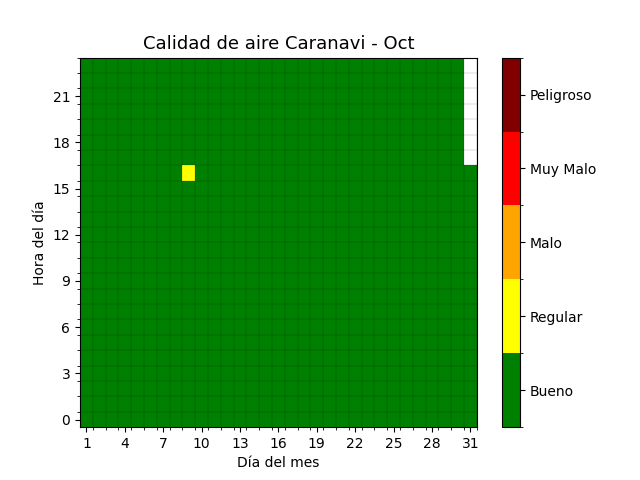 Calidad de aire Caranavi - Oct
Hora del día
21
18
15
12
9
6
3
0
1 4 7 10 13 16 19 22 25 28 31
Día del mes
Peligroso
Muy Malo
Malo
Regular
Bueno